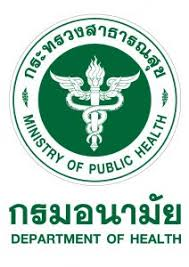 กระทรวงสาธารณสุข
MINISTRY OF PUBLIC HEALTH
กรมอนามัย
DEPARTMENT OF HEALTH